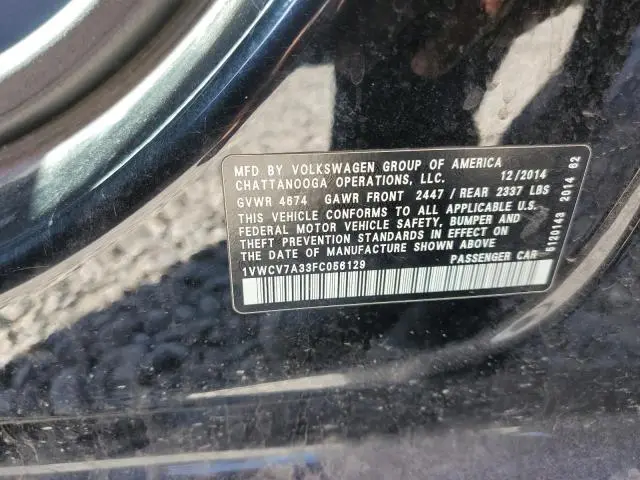 MFD BY VOLKSWAGEN GROUP OF AMERICA
CHATTANOOGA OPERATIONS, LLC. 12/2014
GVWR 4674 GAWR FRONT 2447/REAR 2337 LBS
THIS VEHICLE CONFORMS TO ALL APPLICABLE U.S.
FEDERAL MOTOR VEHICLE SAFETY, BUMPER AND
THEFT PREVENTION STANDARDS IN EFFECT ON
THE DATE OF MANUFACTURE SHOWN ABOVE
1VWCV7A33FC056129 PASSENGER CAR
5120143 2014 62